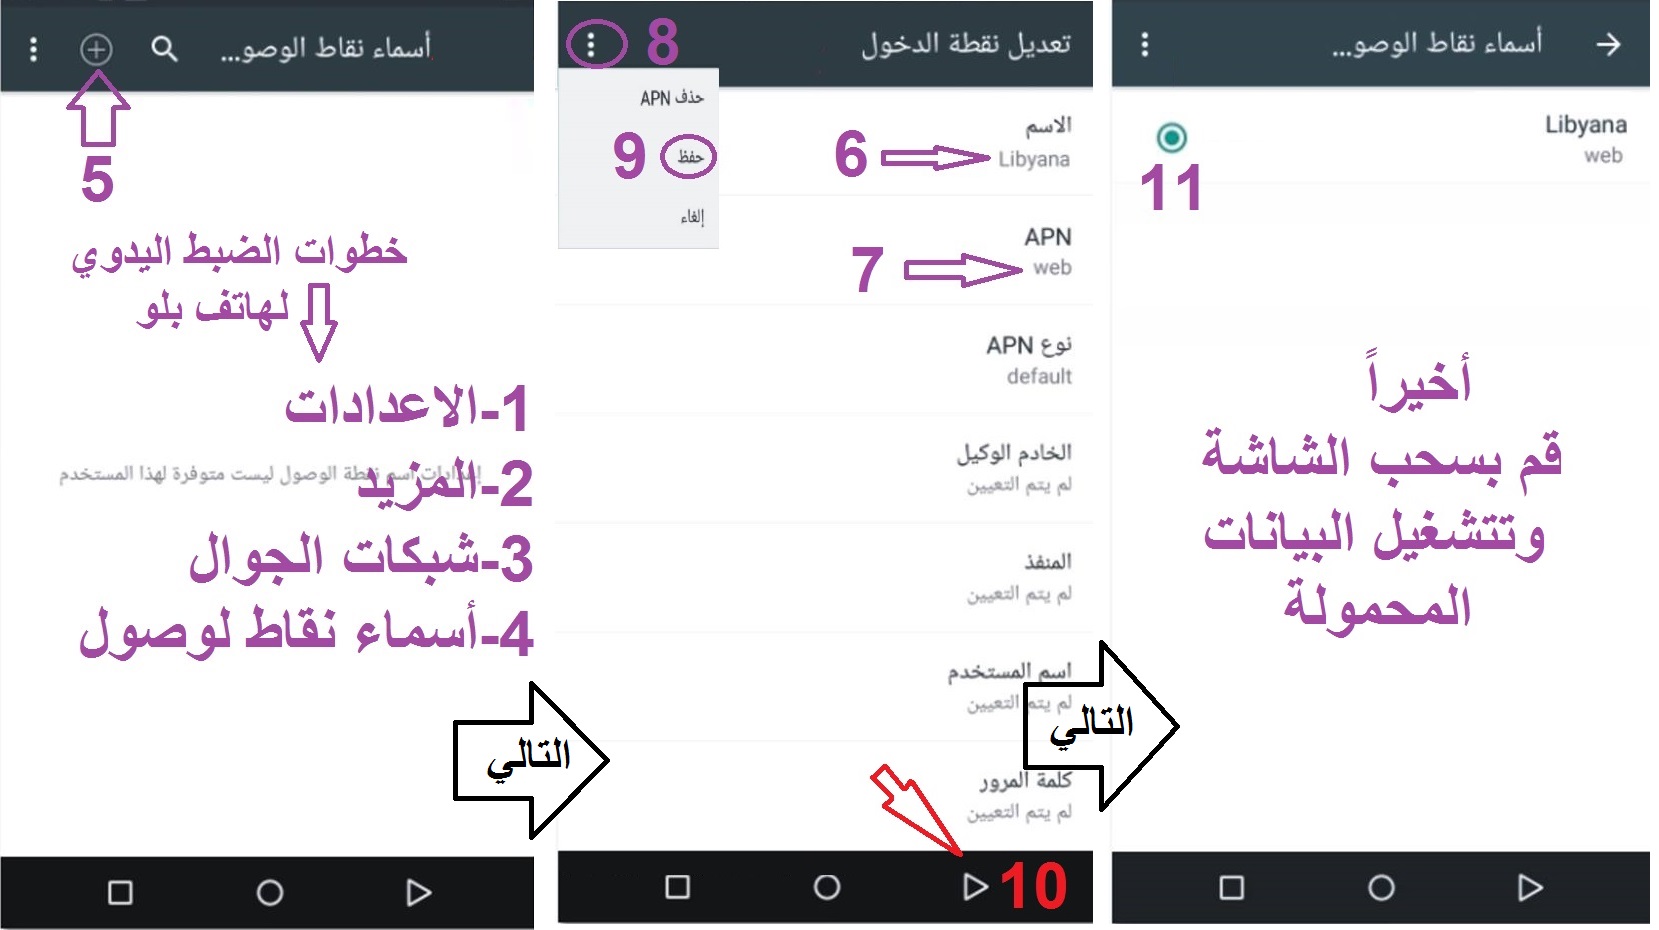 أسماء نقاط الوصو...
5
خطوات الضبط اليدوي
لهاتف بلو
1-الاعدادات
إعدادات اسم نقطة الوصول ليست متوفرة لهذا المستخدم
2-المزيد
3-شبكات الجوال
4-أسماء نقاط لوصول
التالي
تعديل نقطة الدخول
8
حذف APN
9
حفظ
إلغاء
الاسم
6
Libyana
APN
7
web
نوع APN
default
الخادم الوكيل
لم يتم التعيين
المنفذ
لم يتم التعيين
اسم المستخدم
لم يتم التعيين
كلمة المرور
لم يتم التعيين
10
التالي
أسماء نقاط الوصو...
Libyana
web
11
أخيراً
قم بسحب الشاشة
وتتشغيل البيانات
المحمولة